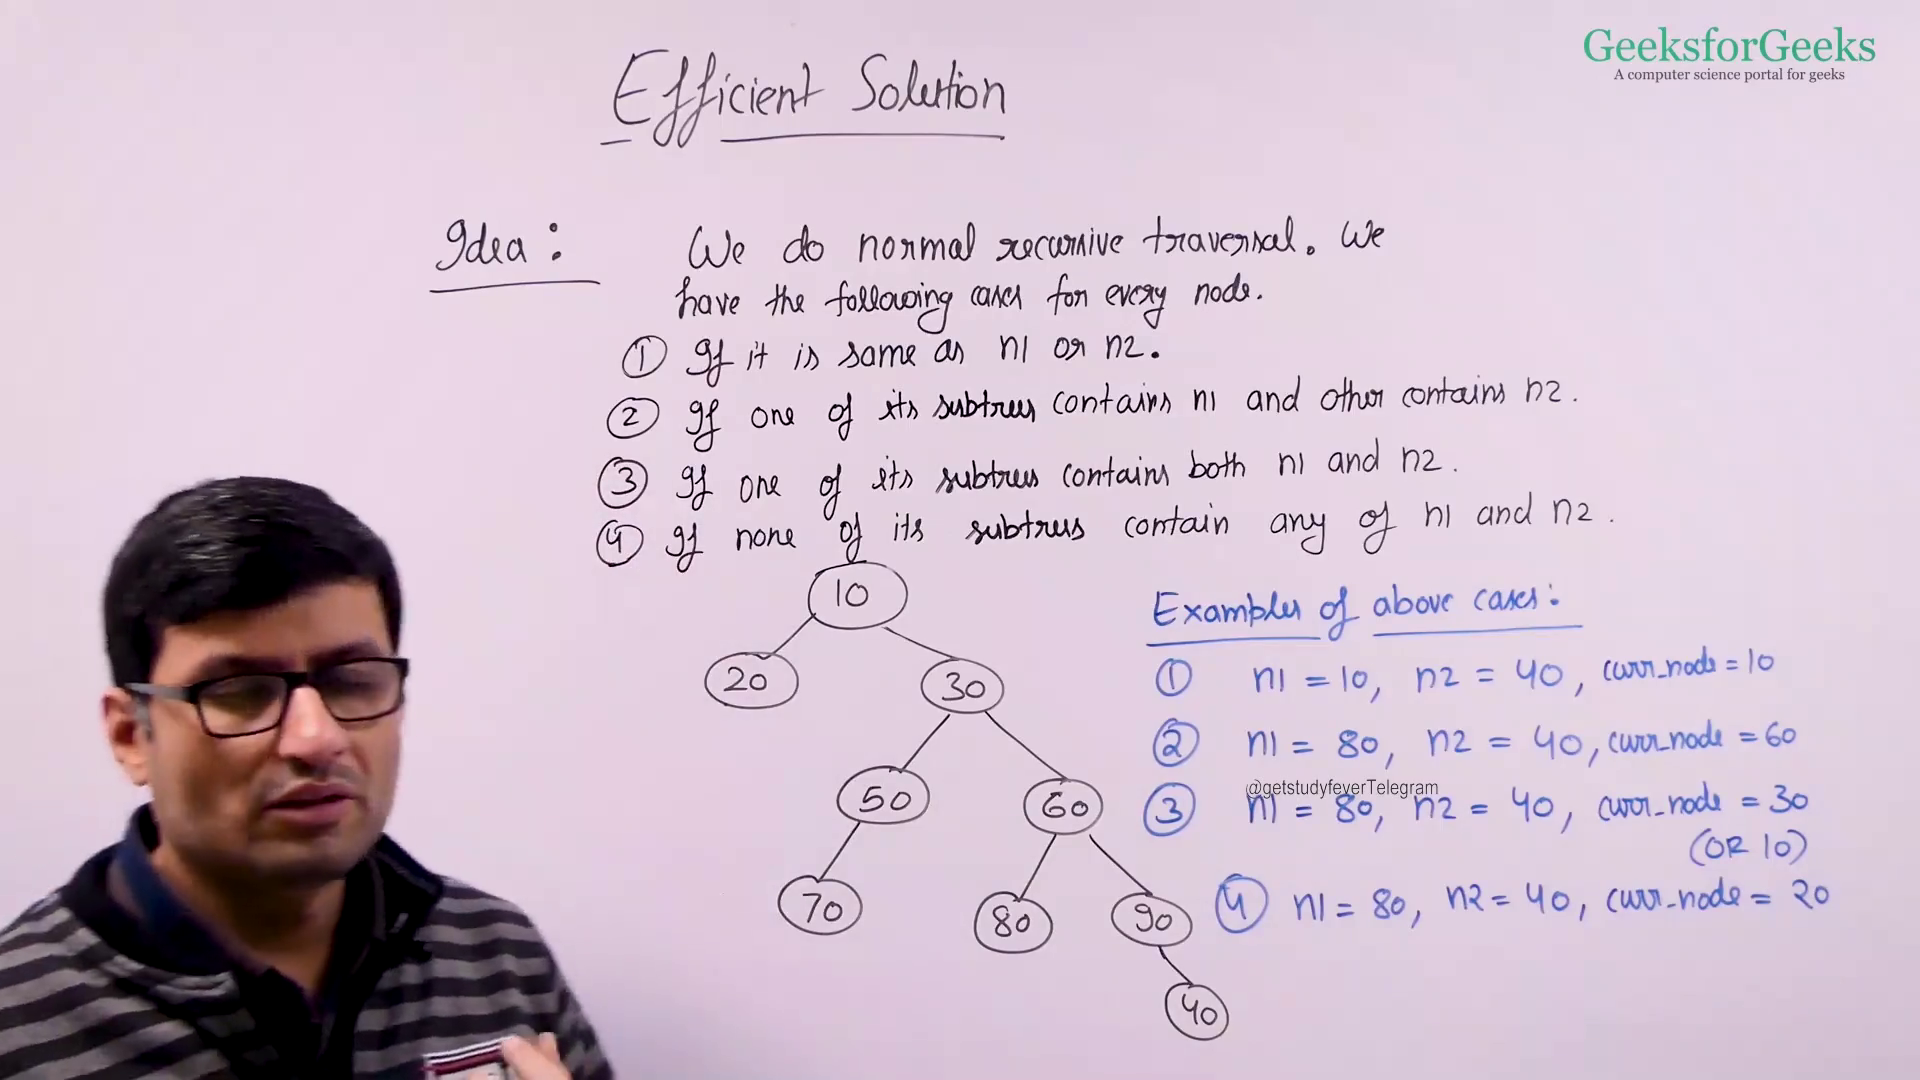 GeeksforGeeks
A computer science portal for geeks
Efficient Solution
Idea : We do normal recursive traversal. We
have the following cases for every node.
① If it is same as n1 or n2.
② If one of its subtrees contains n1 and other contains n2.
③ If one of its subtrees contains both n1 and n2.
④ If none of its subtrees contain any of n1 and n2.
10
20
30
50
60
70
80
90
40
Examples of above cases:
① n1 = 10, n2 = 40, curr_node = 10
② n1 = 80, n2 = 40, curr_node = 60
@getstudyfeverTelegram
③ n1 = 80, n2 = 40, curr_node = 30
(OR 10)
④ n1 = 80, n2 = 40, curr_node = 20